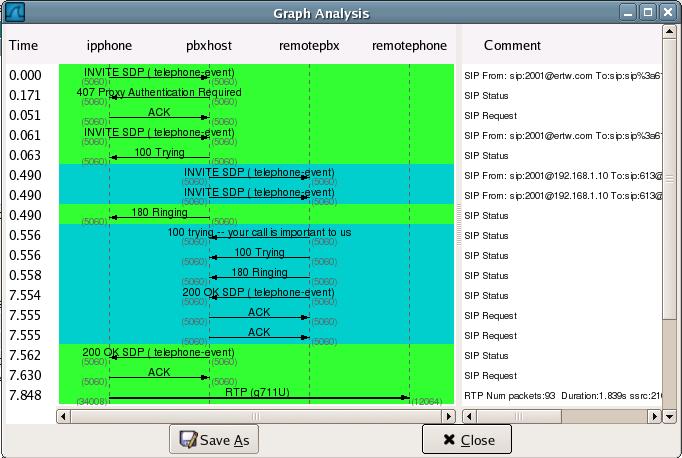 Graph Analysis
Time ipphone pbxhost remotepbx remotephone Comment
0.000 INVITE SDP ( telephone-event) SIP From: sip:2001@ertw.com To:sip:sip%3a6
(5060) (5060)
0.171 407 Proxy Authentication Required SIP Status
(5060) (5060)
0.051 ACK SIP Request
(5060) (5060)
0.061 INVITE SDP ( telephone-event) SIP From: sip:2001@ertw.com To:sip:sip%3a6
(5060) (5060)
0.063 100 Trying SIP Status
(5060) (5060)
0.490 INVITE SDP ( telephone-event) SIP From: sip:2001@192.168.1.10 To:sip:613@
(5060) (5060)
0.490 INVITE SDP ( telephone-event) SIP From: sip:2001@192.168.1.10 To:sip:613@
(5060) (5060)
0.490 180 Ringing SIP Status
(5060) (5060)
0.556 100 trying -- your call is important to us SIP Status
(5060) (5060)
0.556 100 Trying SIP Status
(5060) (5060)
0.558 180 Ringing SIP Status
(5060) (5060)
7.554 200 OK SDP ( telephone-event) SIP Status
(5060) (5060)
7.555 ACK SIP Request
(5060) (5060)
7.555 ACK SIP Request
(5060) (5060)
7.562 200 OK SDP ( telephone-event) SIP Status
(5060) (5060)
7.630 ACK SIP Request
(5060) (5060)
7.848 RTP (g711U) RTP Num packets:93 Duration:1.839s ssrc:21
(34008) (12064)
Save As Close